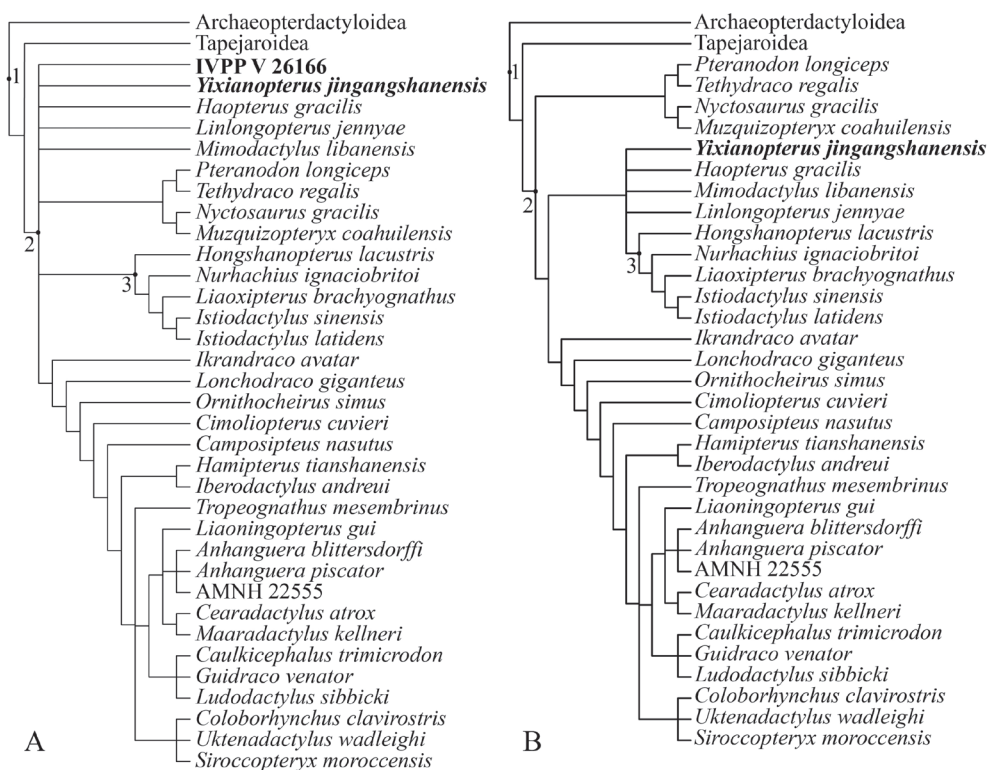 Archaeopterdactyloidea
1
Tapejaroidea
IVPP V 26166
Yixianopterus jingangshanensis
Haopterus gracilis
Linlongopterus jennyae
Mimodactylus libanensis
Pteranodon longiceps
Tethydraco regalis
Nyctosaurus gracilis
Muzquizopteryx coahuilensis
2
Hongshanopterus lacustris
Nurhachius ignaciobritoi
3
Liaoxipterus brachyognathus
Istiodactylus sinensis
Istiodactylus latidens
Ikrandraco avatar
Lonchodraco giganteus
Ornithocheirus simus
Cimoliopterus cuvieri
Camposipteus nasutus
Hamipterus tianshanensis
Iberodactylus andreui
Tropeognathus mesembrinus
Liaoningopterus gui
Anhanguera blittersdorffi
Anhanguera piscator
AMNH 22555
Cearadactylus atrox
Maaradactylus kellneri
Caulkicephalus trimicrodon
Guidraco venator
Ludodactylus sibbicki
Coloborhynchus clavirostris
Uktenadactylus wadleighi
Siroccopteryx moroccensis
A
Archaeopterdactyloidea
1
Tapejaroidea
Pteranodon longiceps
Tethydraco regalis
Nyctosaurus gracilis
Muzquizopteryx coahuilensis
Yixianopterus jingangshanensis
Haopterus gracilis
Mimodactylus libanensis
2
Linlongopterus jennyae
Hongshanopterus lacustris
Nurhachius ignaciobritoi
3
Liaoxipterus brachyognathus
Istiodactylus sinensis
Istiodactylus latidens
Ikrandraco avatar
Lonchodraco giganteus
Ornithocheirus simus
Cimoliopterus cuvieri
Camposipteus nasutus
Hamipterus tianshanensis
Iberodactylus andreui
Tropeognathus mesembrinus
Liaoningopterus gui
Anhanguera blittersdorffi
Anhanguera piscator
AMNH 22555
Cearadactylus atrox
Maaradactylus kellneri
Caulkicephalus trimicrodon
Guidraco venator
Ludodactylus sibbicki
Coloborhynchus clavirostris
Uktenadactylus wadleighi
Siroccopteryx moroccensis
B